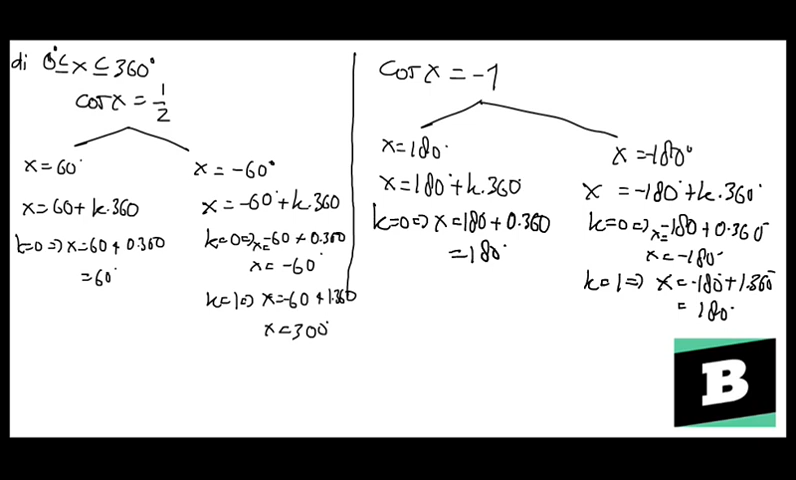 di 0°≤x≤360°
cos x = 1/2
x=60°
x=60+k.360
k=0⇒x=60+0.360
=60°
x=-60°
x=-60°+k.360
k=0⇒x=-60+0.360
x=-60°
k=1⇒x=-60+1.360
x=300°
cos x = -1
x=180°
x=180°+k.360
k=0⇒x=180+0.360
=180°
x=-180°
x =-180°+k.360°
k=0⇒x=-180+0.360°
x=-180°
k=1⇒x=-180+1.360°
= 180°
B